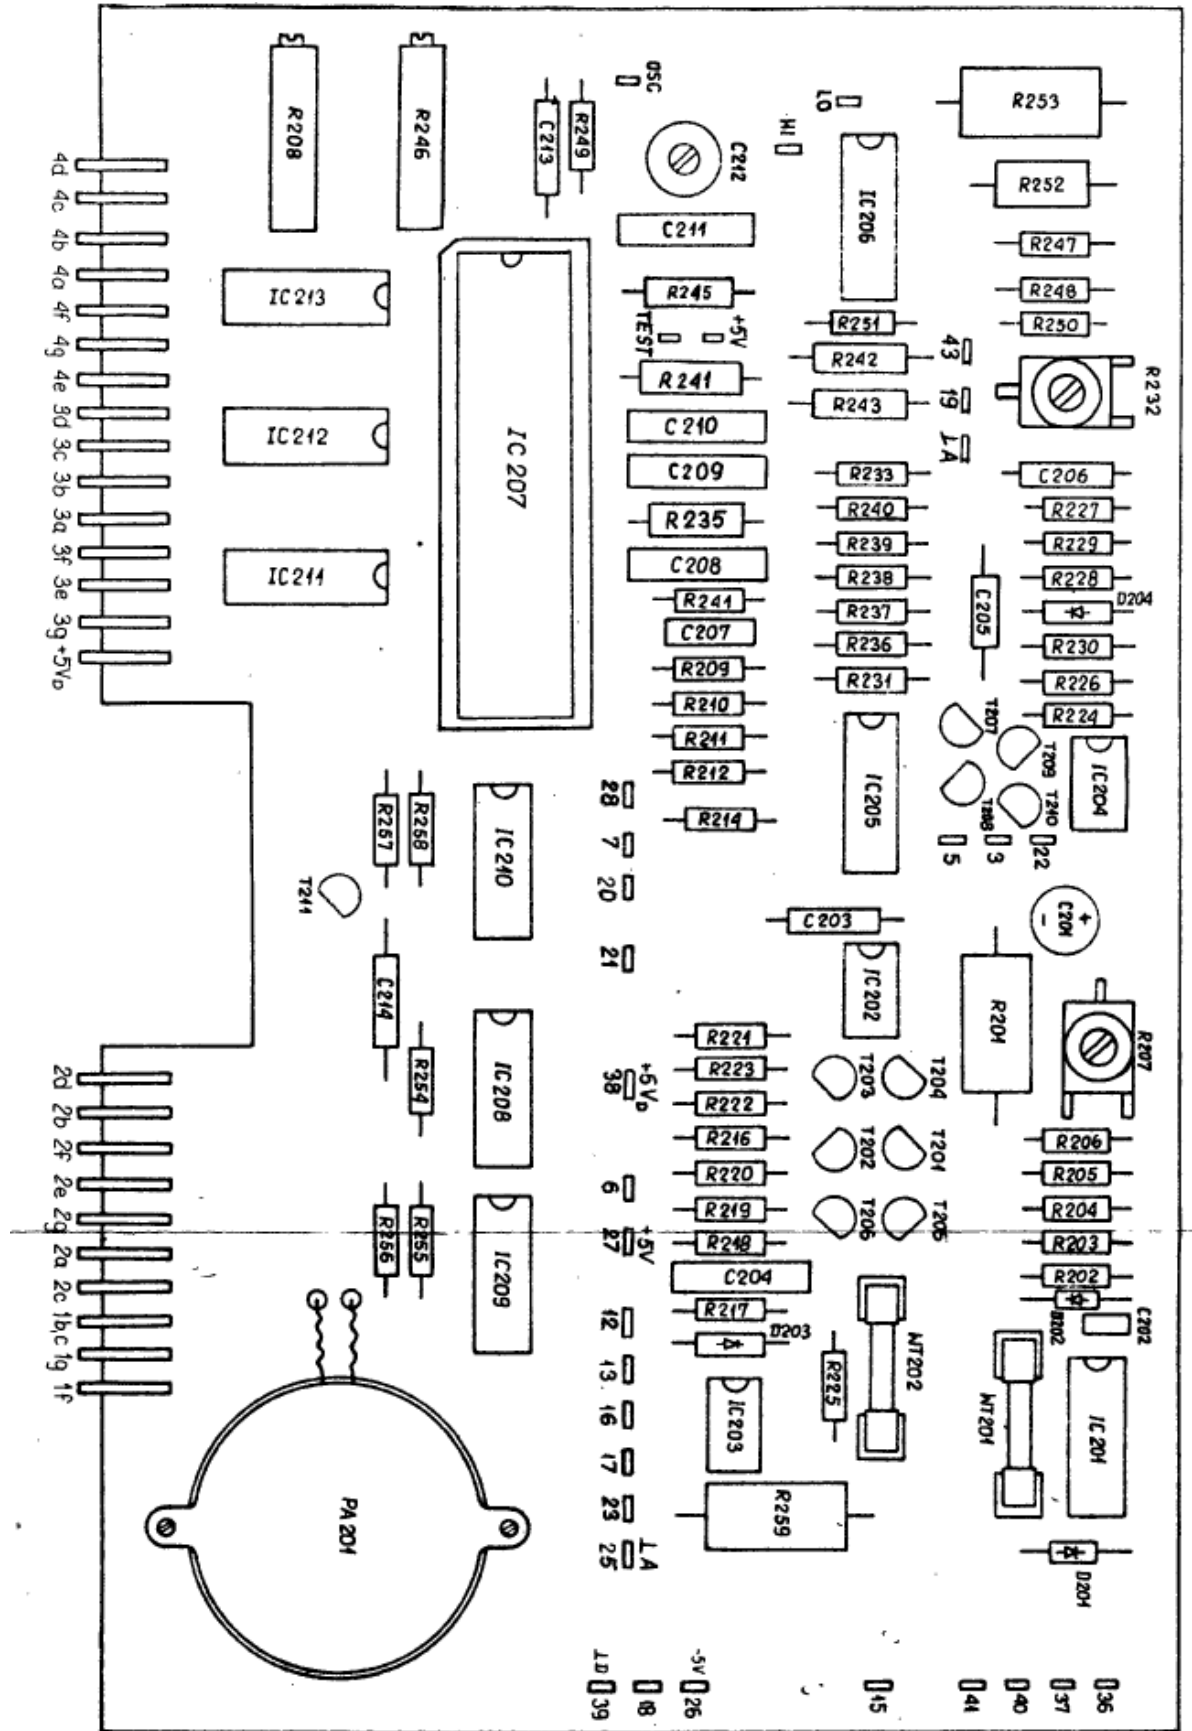 R208
R246
C213
R249
OSC
C212
HI
LO
R253
IC206
R252
C211
R247
R245
R248
R251
R250
TEST
+5V
R242
43
R232
R241
R243
19
C210
⊥A
C209
R233
C206
R235
R240
R227
C208
R239
R229
R241
R238
R228
C205
D204
C207
R237
R209
R236
R230
R210
R231
R226
R211
R224
R212
T207
T209
R214
IC205
T208
T210
IC204
5
3
22
IC213
IC212
IC211
IC207
4d
4c
4b
4a
4f
4g
4e
9d
3c
3b
3a
3f
3e
3g
+5VD
R257
R258
IC210
T211
C214
R254
IC208
28
7
20
21
C203
IC202
C201
+
-
R201
R207
R221
R223
R222
R216
R220
R219
R218
C204
R217
D203
T203
T204
T202
T201
T206
T205
R206
R205
R204
R203
R202
D202
C202
+5VD
38
6
+5V
27
12
13
16
17
23
⊥A
25
R256
R255
IC209
2d
2b
2f
2e
2g
2a
2c
1b,c
1g
1f
PA201
IC203
R225
WT202
WT201
IC201
R259
D201
⊥D
39
18
-5V
26
15
41
40
37
36